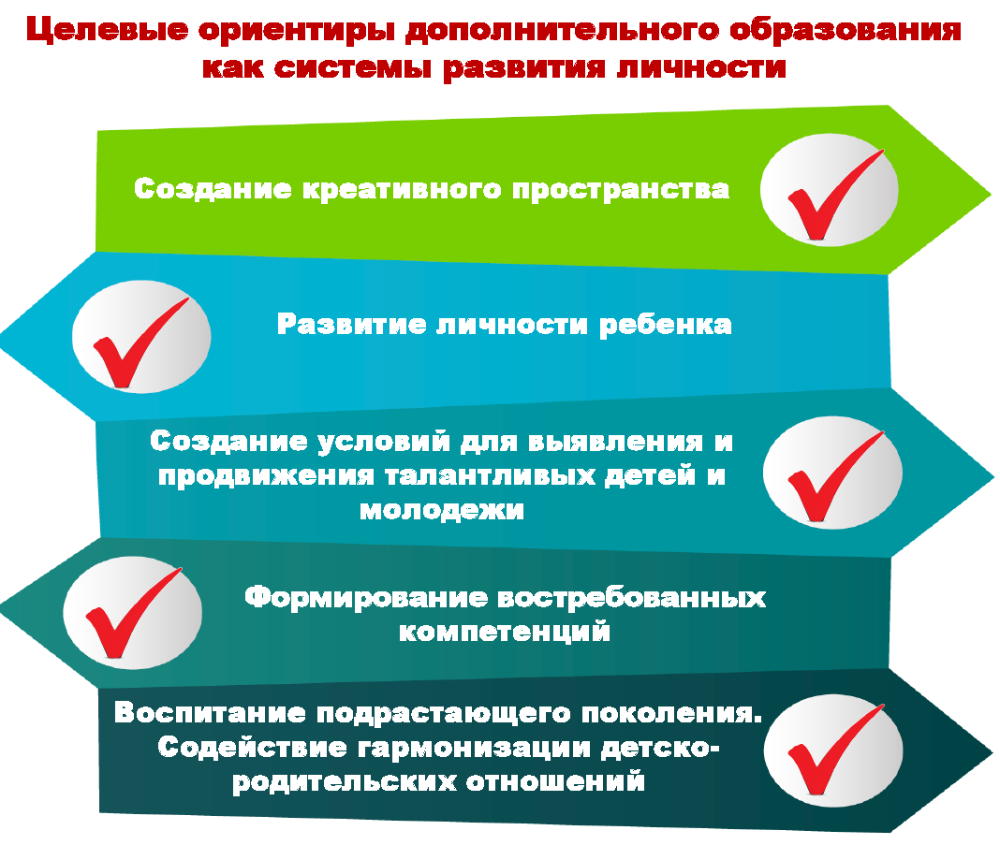 Целевые ориентиры дополнительного образования
как системы развития личности
Создание креативного пространства
Развитие личности ребенка
Создание условий для выявления и
продвижения талантливых детей и
молодежи
Формирование востребованных
компетенций
Воспитание подрастающего поколения.
Содействие гармонизации детско-
родительских отношений